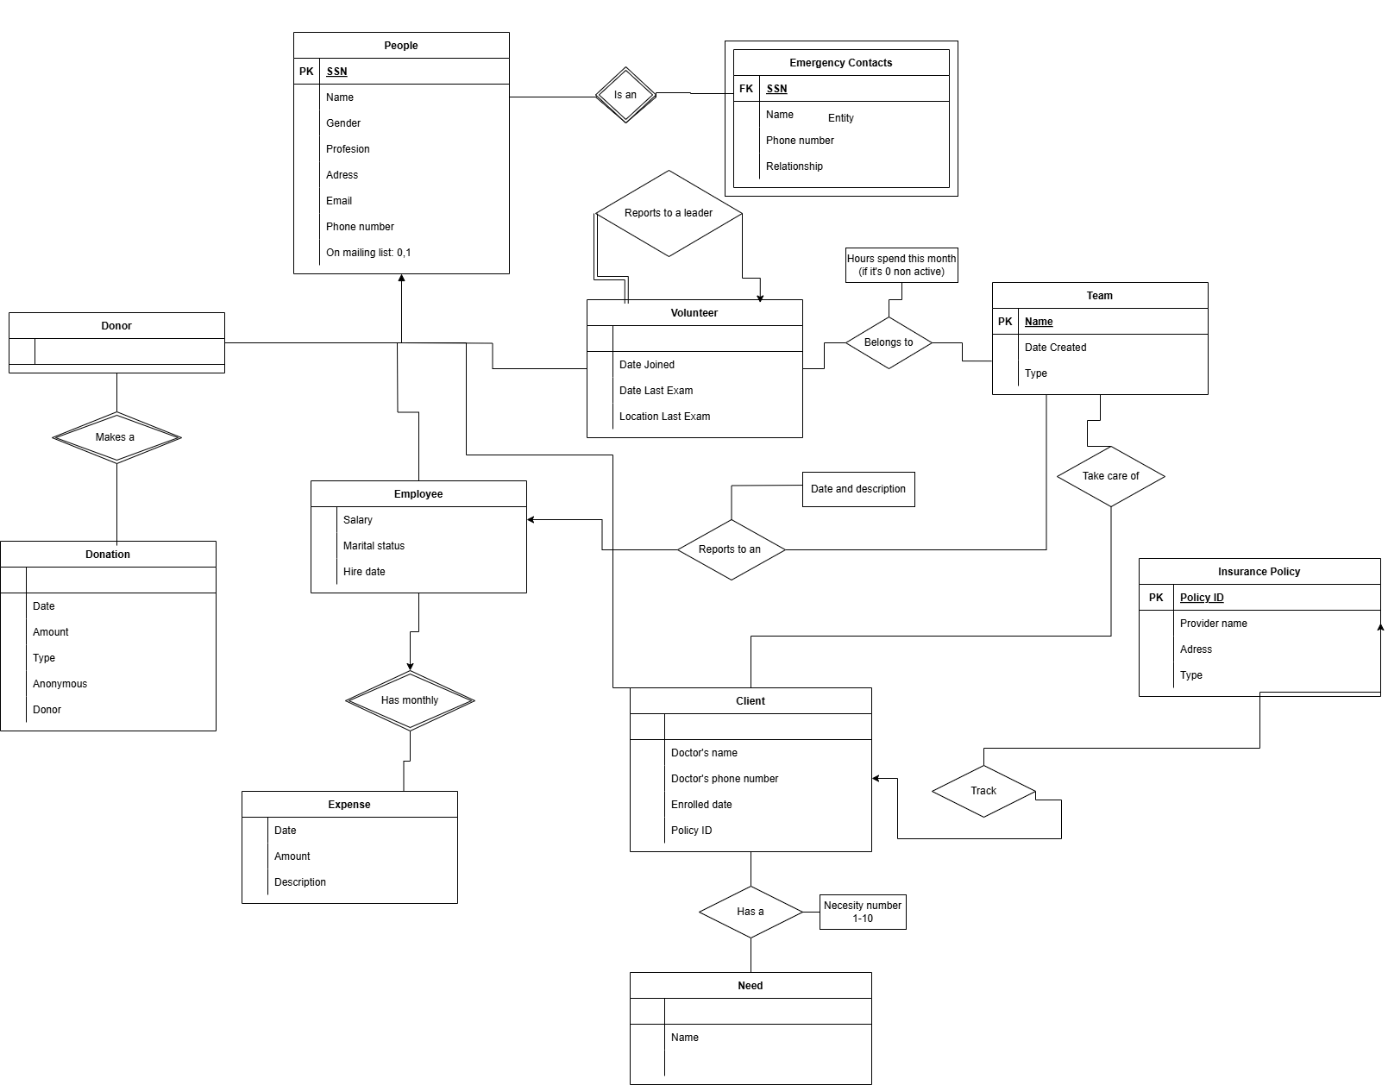 People
PK SSN
Name
Gender
Profesion
Adress
Email
Phone number
On mailing list: 0,1
Is an
Emergency Contacts
FK SSN
Name
Entity
Phone number
Relationship
Reports to a leader
Hours spend this month
(if it's 0 non active)
Donor
Volunteer
Date Joined
Date Last Exam
Location Last Exam
Belongs to
Team
PK Name
Date Created
Type
Makes a
Take care of
Employee
Salary
Marital status
Hire date
Date and description
Reports to an
Donation
Date
Amount
Type
Anonymous
Donor
Insurance Policy
PK Policy ID
Provider name
Adress
Type
Has monthly
Client
Doctor's name
Doctor's phone number
Enrolled date
Policy ID
Track
Expense
Date
Amount
Description
Has a
Necesity number
1-10
Need
Name